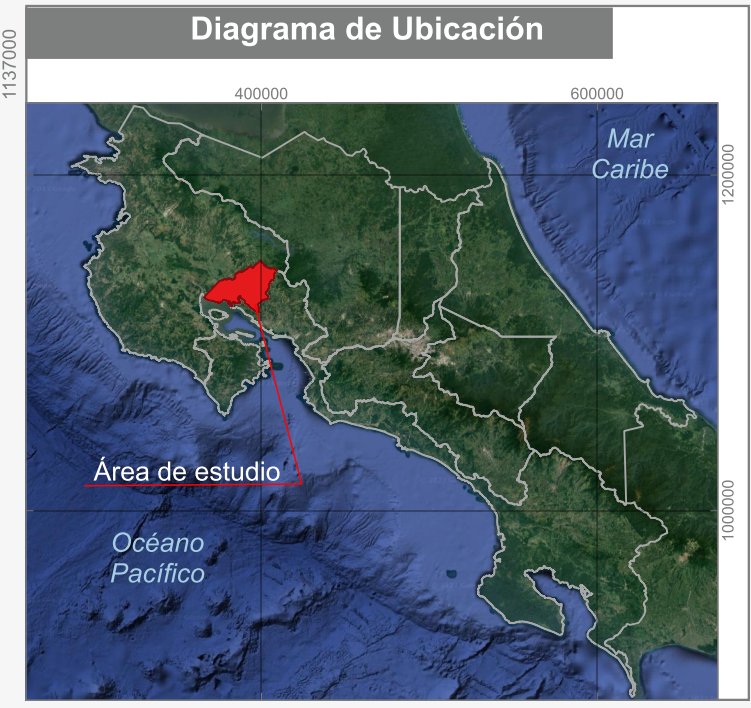 Diagrama de Ubicación
1137000
400000
600000
Mar
Caribe
1200000
Área de estudio
1000000
Océano
Pacífico